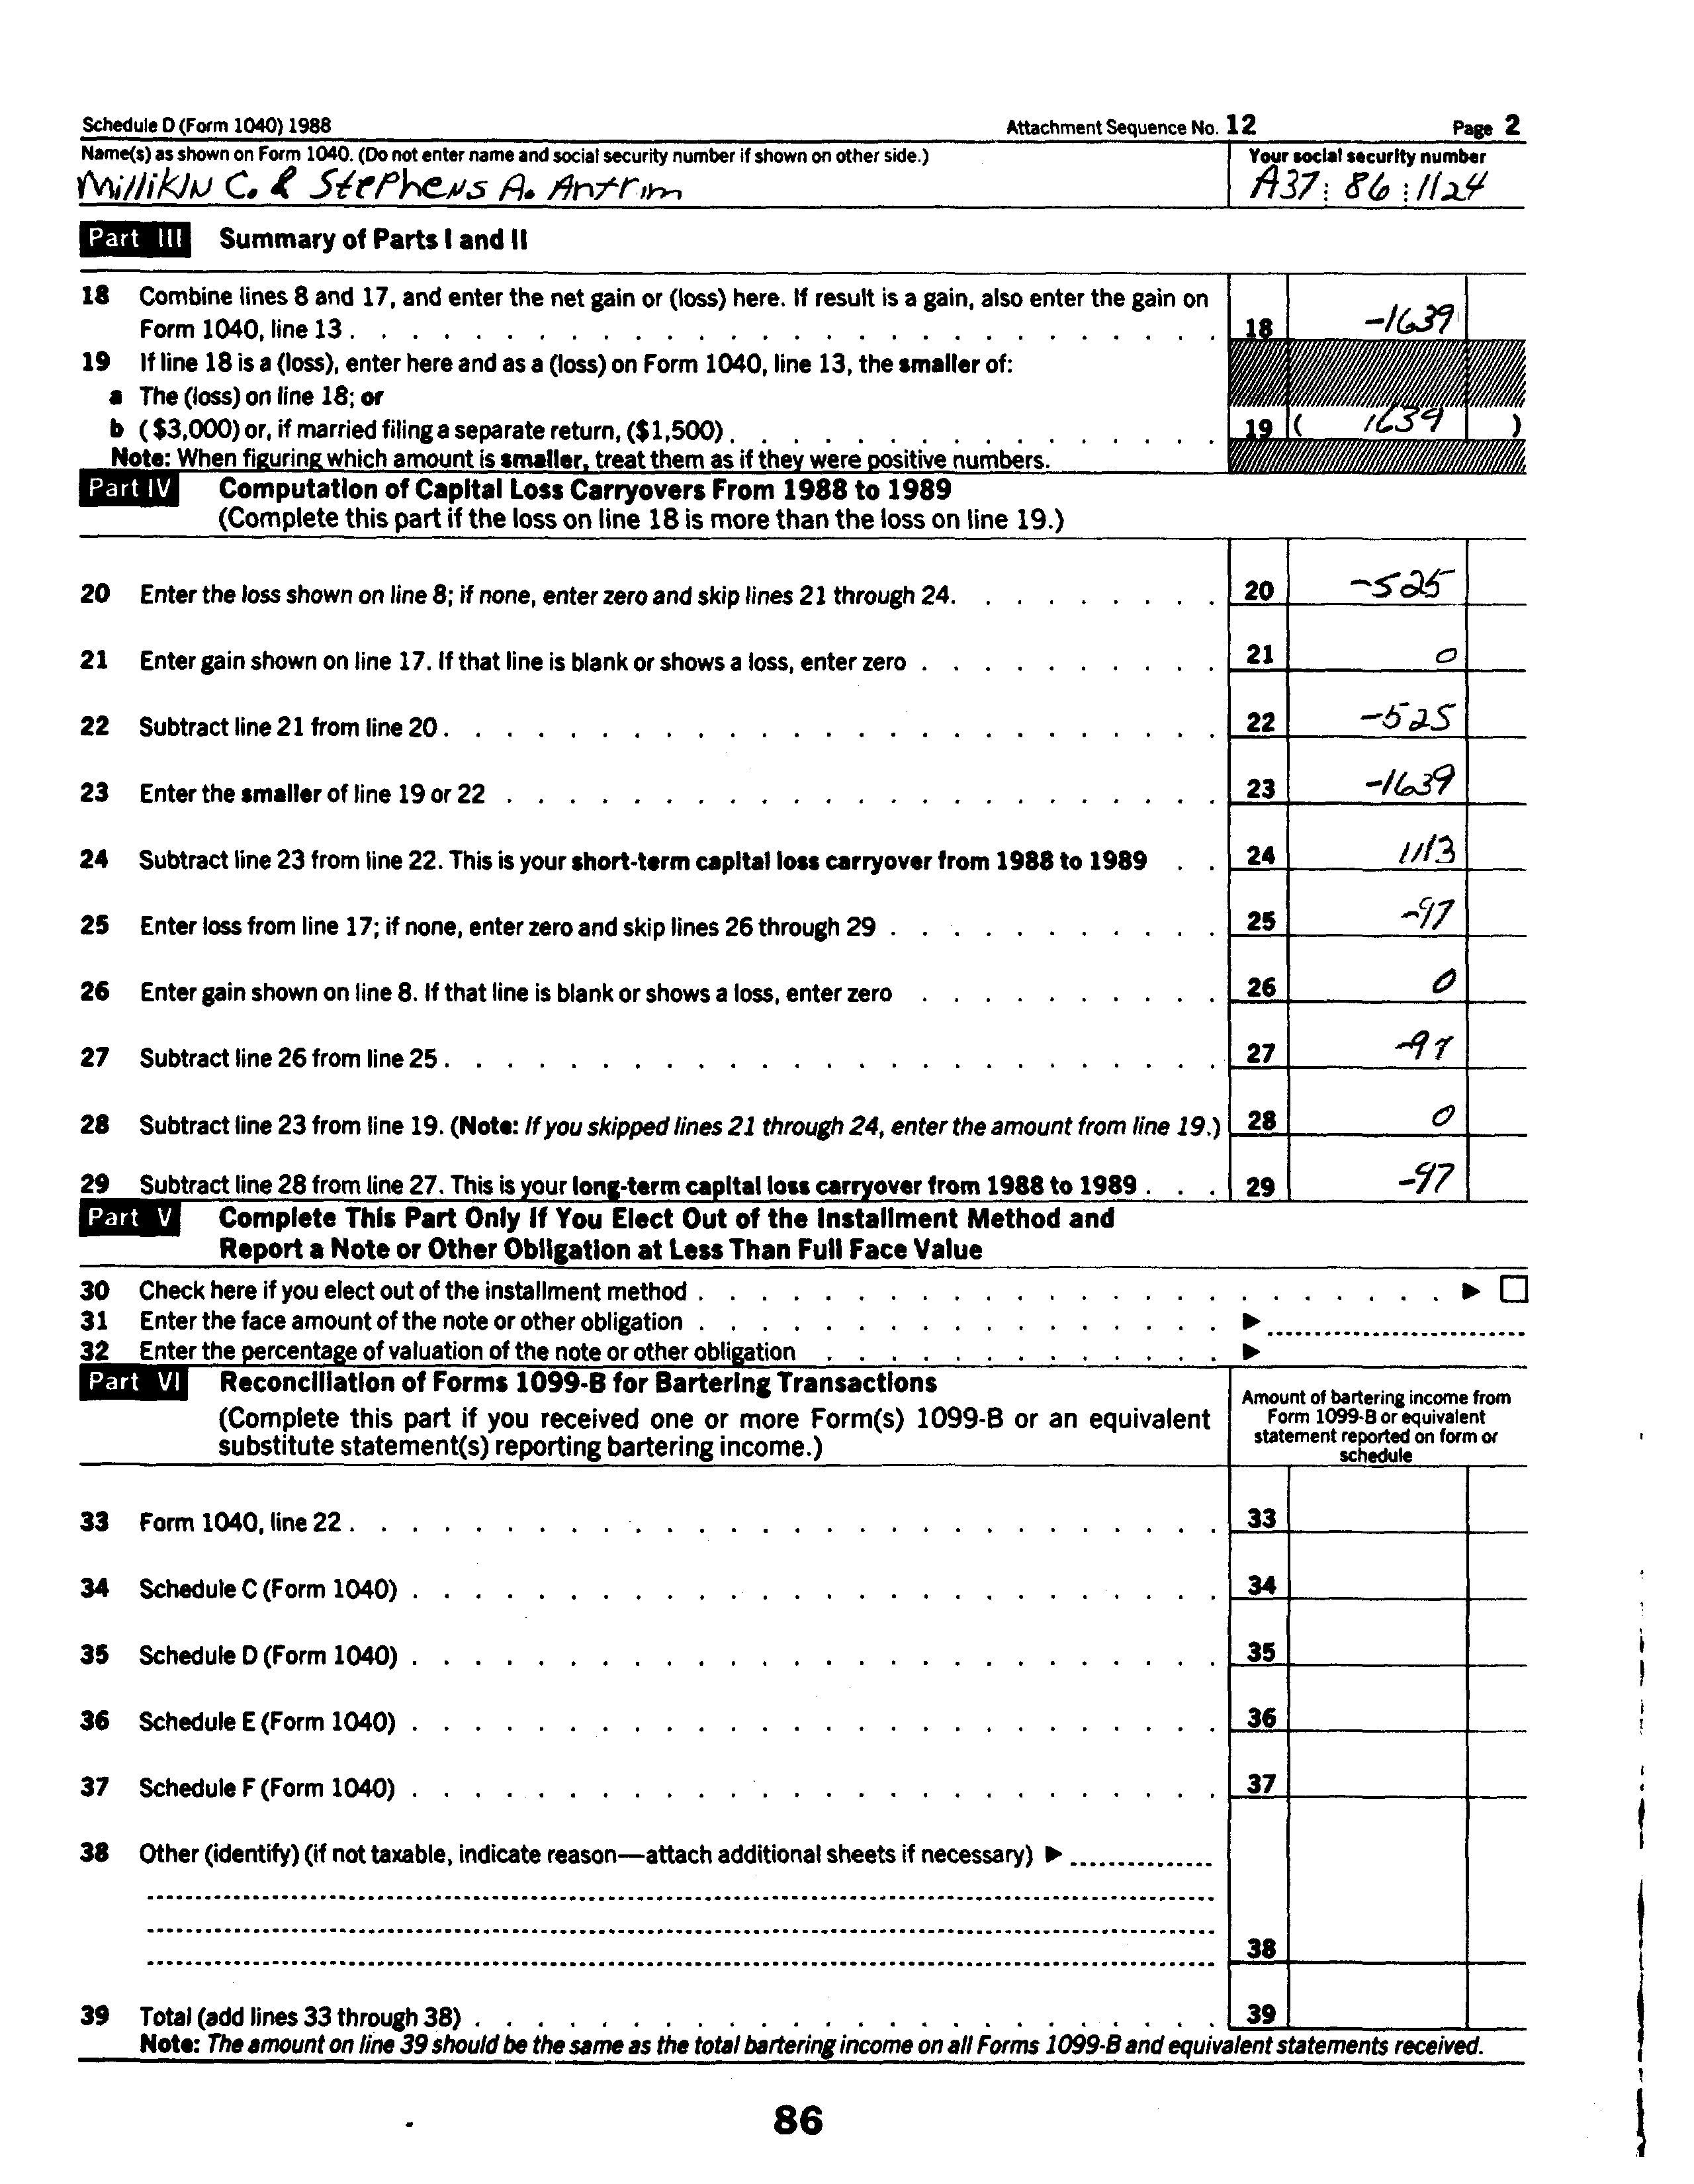 Schedule D (Form 1040) 1988 Attachment Sequence No. 12 Page 2
Name(s) as shown on Form 1040. (Do not enter name and social security number if shown on other side.) Your social security number
Millikin C. & Stephens A. Antrim A37 86 1124
Part III Summary of Parts I and II
18 Combine lines 8 and 17, and enter the net gain or (loss) here. If result is a gain, also enter the gain on
Form 1040, line 13 . . . 18 -1639
19 If line 18 is a (loss), enter here and as a (loss) on Form 1040, line 13, the smaller of:
a The (loss) on line 18; or
b ($3,000) or, if married filing a separate return, ($1,500) . . . 19 ( 1639 )
Note: When figuring which amount is smaller, treat them as if they were positive numbers.
Part IV Computation of Capital Loss Carryovers From 1988 to 1989
(Complete this part if the loss on line 18 is more than the loss on line 19.)
20 Enter the loss shown on line 8; if none, enter zero and skip lines 21 through 24. . . . 20 -525
21 Enter gain shown on line 17. If that line is blank or shows a loss, enter zero . . . 21 0
22 Subtract line 21 from line 20 . . . 22 -525
23 Enter the smaller of line 19 or 22 . . . 23 -1639
24 Subtract line 23 from line 22. This is your short-term capital loss carryover from 1988 to 1989 . . 24 1113
25 Enter loss from line 17; if none, enter zero and skip lines 26 through 29 . . . 25 -97
26 Enter gain shown on line 8. If that line is blank or shows a loss, enter zero . . . 26 0
27 Subtract line 26 from line 25 . . . 27 -97
28 Subtract line 23 from line 19. (Note: If you skipped lines 21 through 24, enter the amount from line 19.) 28 0
29 Subtract line 28 from line 27. This is your long-term capital loss carryover from 1988 to 1989 . . . 29 -97
Part V Complete This Part Only If You Elect Out of the Installment Method and
Report a Note or Other Obligation at Less Than Full Face Value
30 Check here if you elect out of the installment method . . . ► □
31 Enter the face amount of the note or other obligation . . . ►
32 Enter the percentage of valuation of the note or other obligation . . . ►
Part VI Reconciliation of Forms 1099-B for Bartering Transactions
(Complete this part if you received one or more Form(s) 1099-B or an equivalent
substitute statement(s) reporting bartering income.)
Amount of bartering income from
Form 1099-B or equivalent
statement reported on form or
schedule
33 Form 1040, line 22 . . . 33
34 Schedule C (Form 1040) . . . 34
35 Schedule D (Form 1040) . . . 35
36 Schedule E (Form 1040) . . . 36
37 Schedule F (Form 1040) . . . 37
38 Other (identify) (if not taxable, indicate reason—attach additional sheets if necessary) ►
38
39 Total (add lines 33 through 38) . . . 39
Note: The amount on line 39 should be the same as the total bartering income on all Forms 1099-B and equivalent statements received.
86